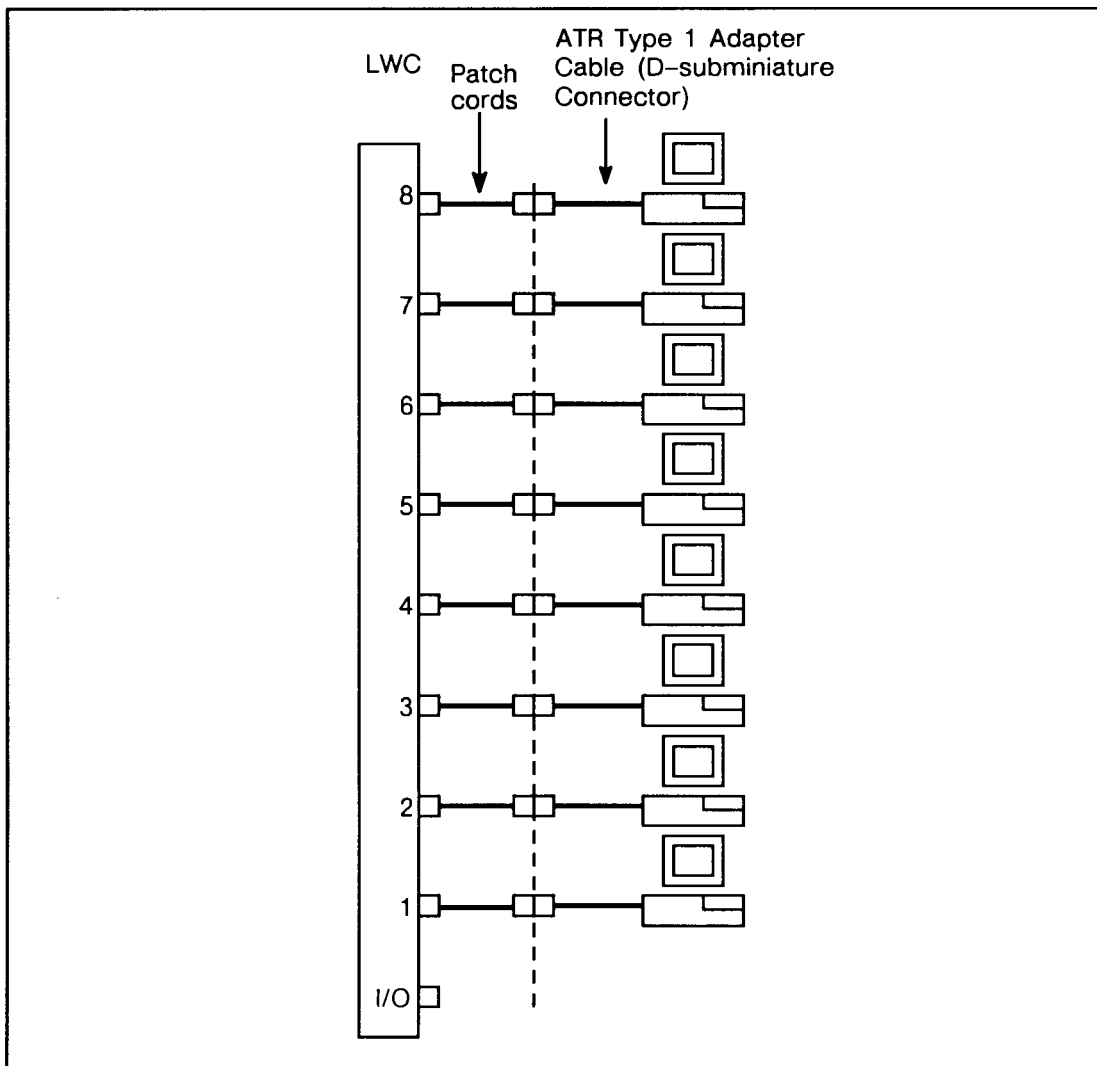 LWC
Patch
cords
ATR Type 1 Adapter
Cable (D-subminiature
Connector)
8
7
6
5
4
3
2
1
I/O